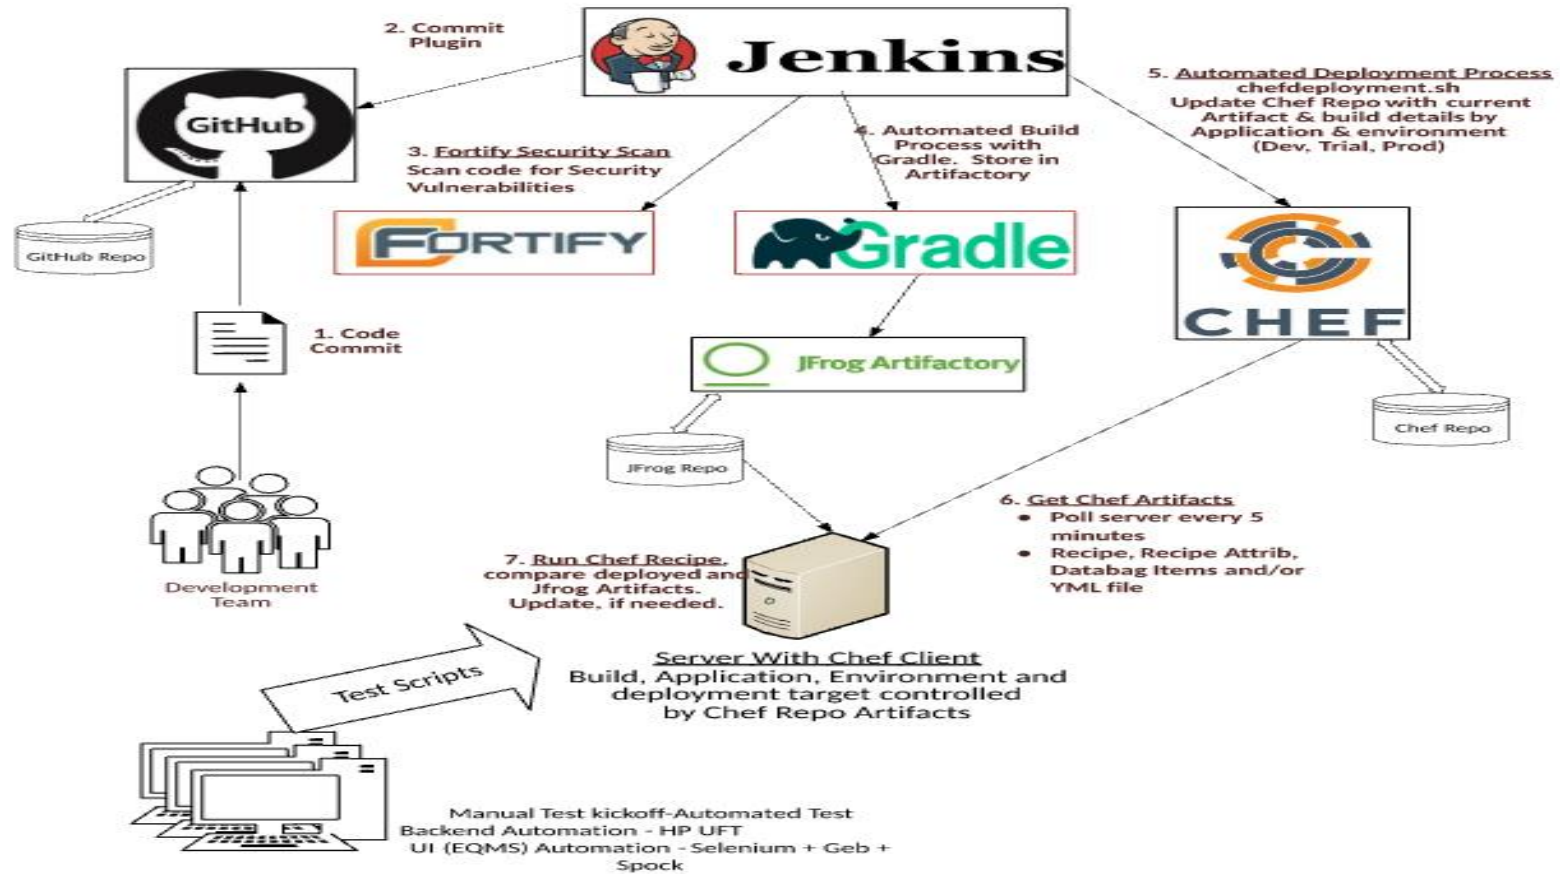 2. Commit
Plugin
Jenkins
GitHub
5. Automated Deployment Process
chefdeployment.sh
Update Chef Repo with current
Artifact & build details by
Application & environment
(Dev, Trial, Prod)
3. Fortify Security Scan
Scan code for Security
Vulnerabilities
4. Automated Build
Process with
Gradle. Store in
Artifactory
GitHub Repo
FORTIFY
Gradle
CHEF
1. Code
Commit
JFrog Artifactory
Chef Repo
JFrog Repo
6. Get Chef Artifacts
• Poll server every 5
minutes
• Recipe, Recipe Attrib,
Databag Items and/or
YML file
7. Run Chef Recipe,
compare deployed and
Jfrog Artifacts.
Update, if needed.
Development
Team
Test Scripts
Server With Chef Client
Build, Application, Environment and
deployment target controlled
by Chef Repo Artifacts
Manual Test kickoff-Automated Test
Backend Automation - HP UFT
UI (EQMS) Automation - Selenium + Geb +
Spock